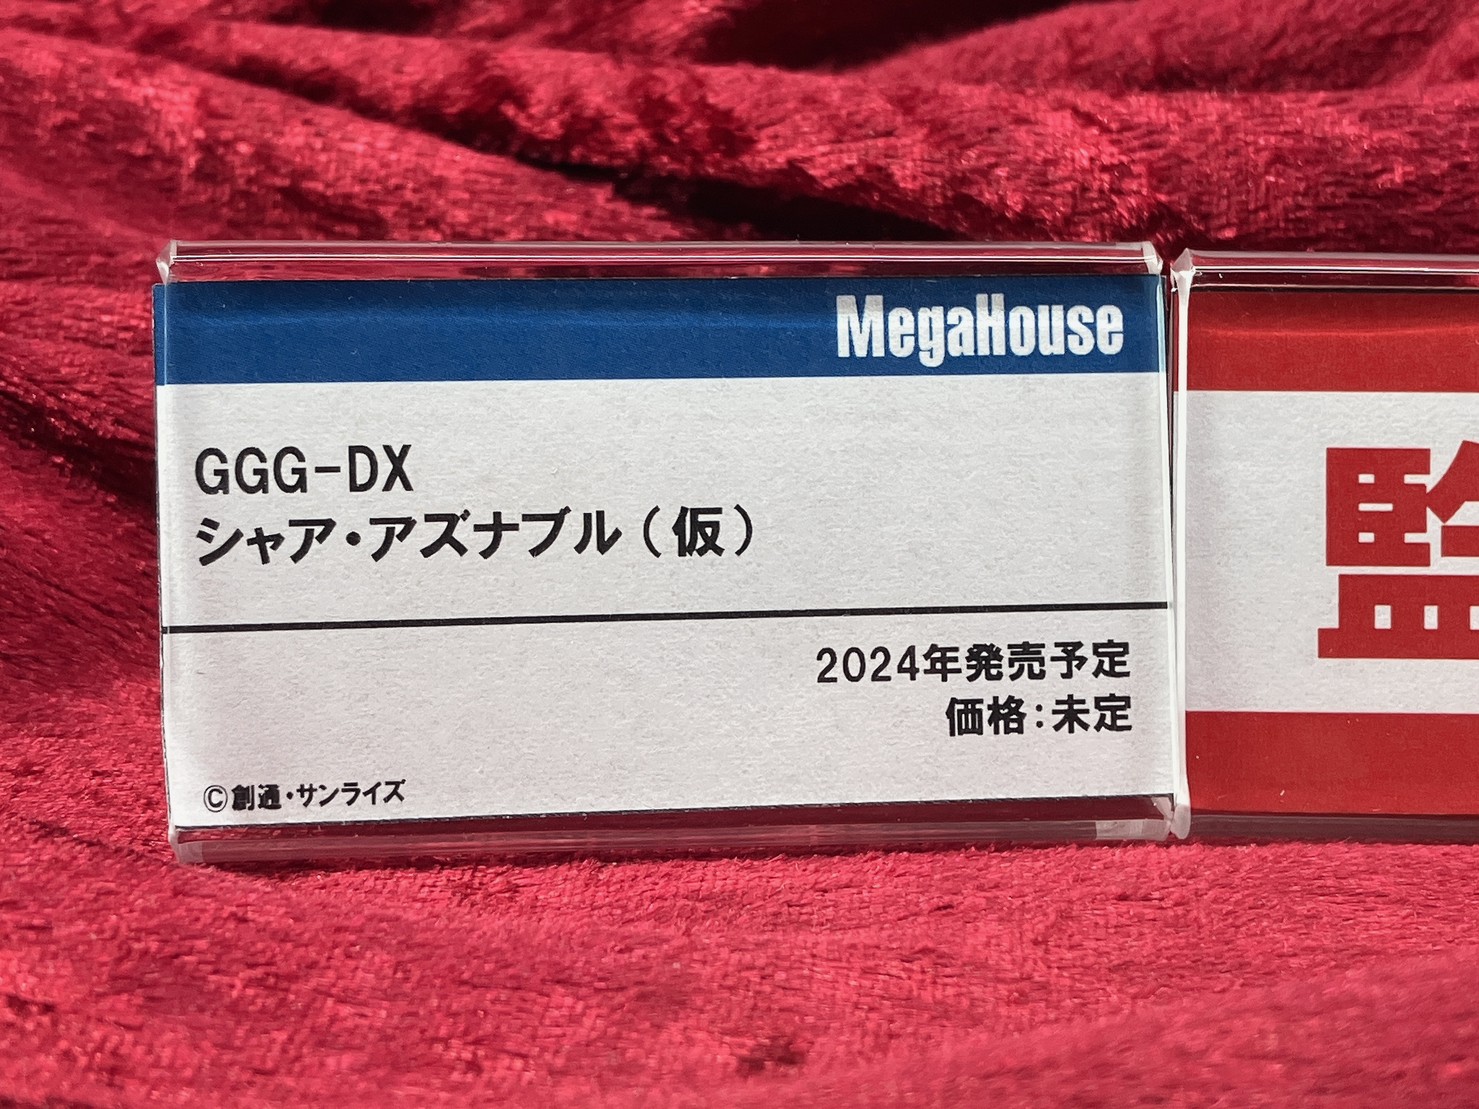 MegaHouse
GGG-DX
シャア・アズナブル(仮)
2024年発売予定
価格:未定
©創通・サンライズ
監